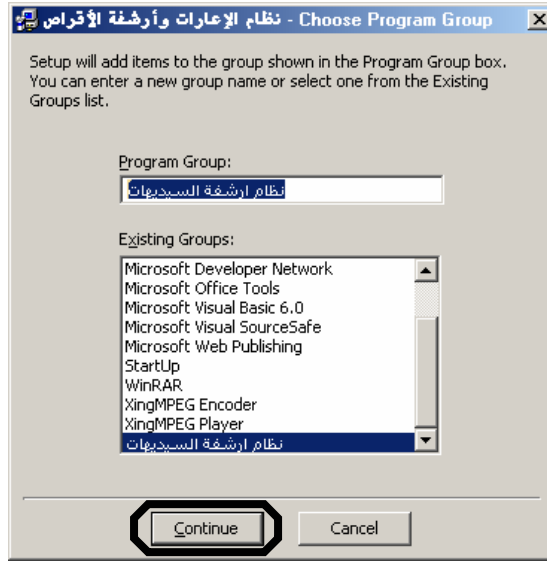 نظام الإعارات وأرشفة الأقراص - Choose Program Group
Setup will add items to the group shown in the Program Group box.
You can enter a new group name or select one from the Existing
Groups list.
Program Group:
نظام ارشفة السيديهات
Existing Groups:
Microsoft Developer Network
Microsoft Office Tools
Microsoft Visual Basic 6.0
Microsoft Visual SourceSafe
Microsoft Web Publishing
StartUp
WinRAR
XingMPEG Encoder
XingMPEG Player
نظام ارشفة السيديهات
Continue
Cancel